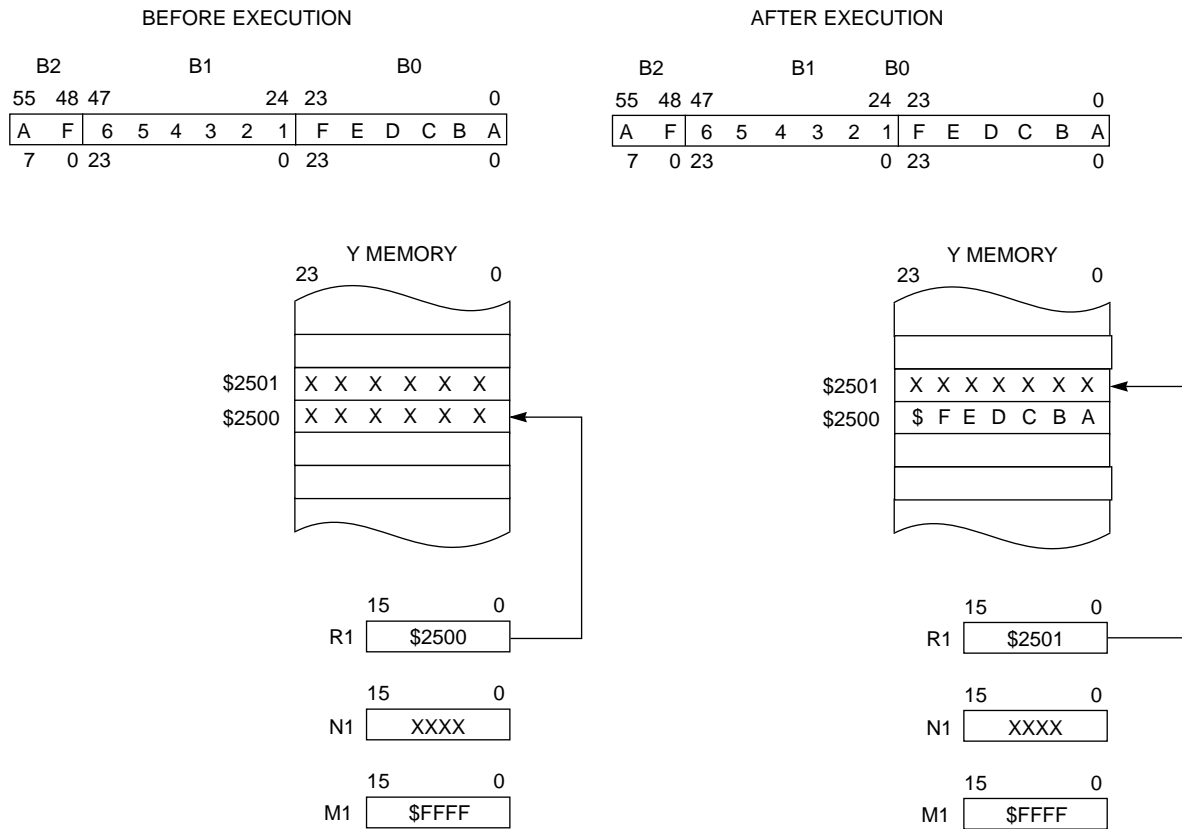 BEFORE EXECUTION
B2 B1 B0
55 48 47 24 23 0
A F 6 5 4 3 2 1 F E D C B A
7 0 23 0 23 0
Y MEMORY
23 0
$2501 X X X X X X
$2500 X X X X X X
15 0
R1 $2500
15 0
N1 XXXX
15 0
M1 $FFFF
AFTER EXECUTION
B2 B1 B0
55 48 47 24 23 0
A F 6 5 4 3 2 1 F E D C B A
7 0 23 0 23 0
Y MEMORY
23 0
$2501 X X X X X X X
$2500 $ F E D C B A
15 0
R1 $2501
15 0
N1 XXXX
15 0
M1 $FFFF